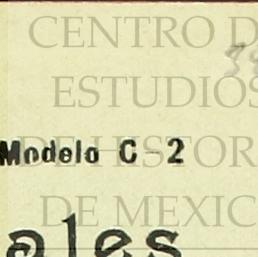 CENTRO D
ESTUDIOS
Modelo C-2
DE HISTOR
DE MEXIC
ales